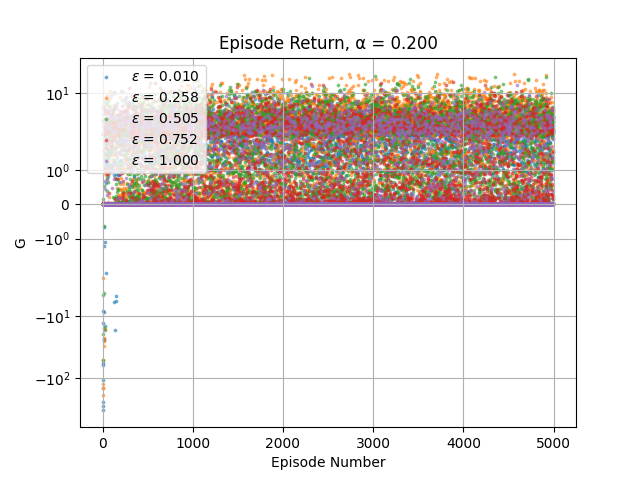 Episode Return, α = 0.200
ε = 0.010
ε = 0.258
ε = 0.505
ε = 0.752
ε = 1.000
10¹
10⁰
0
−10⁰
−10¹
−10²
G
0 1000 2000 3000 4000 5000
Episode Number